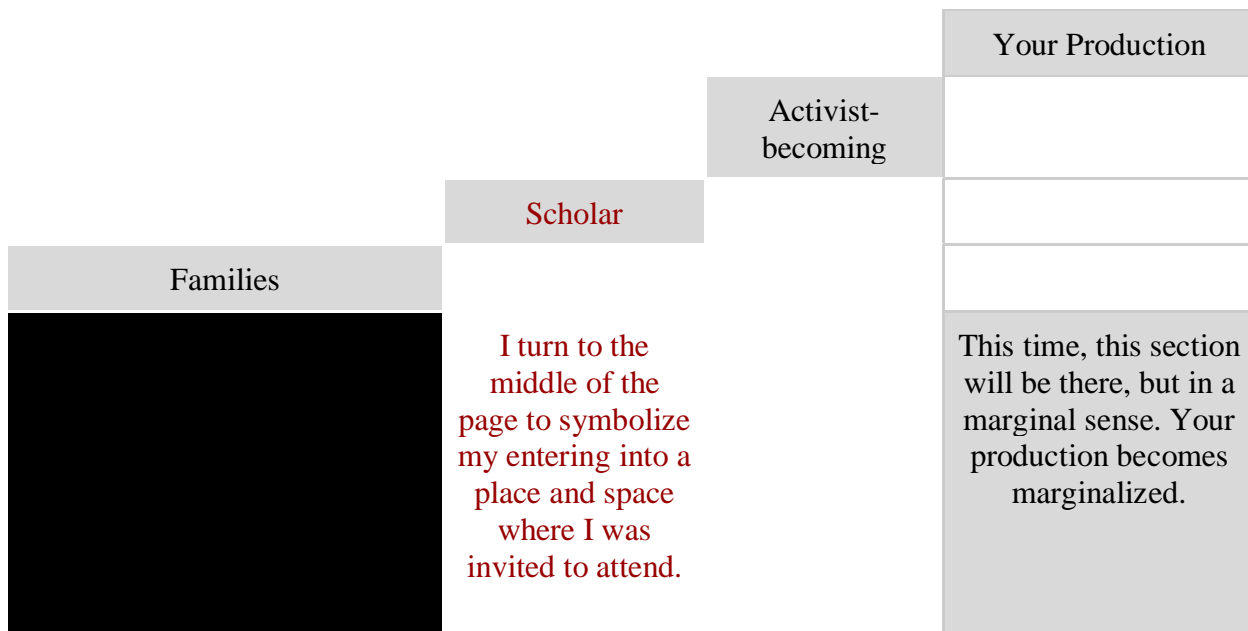 Your Production
Activist-
becoming
Scholar
Families
I turn to the
middle of the
page to symbolize
my entering into a
place and space
where I was
invited to attend.
This time, this section
will be there, but in a
marginal sense. Your
production becomes
marginalized.